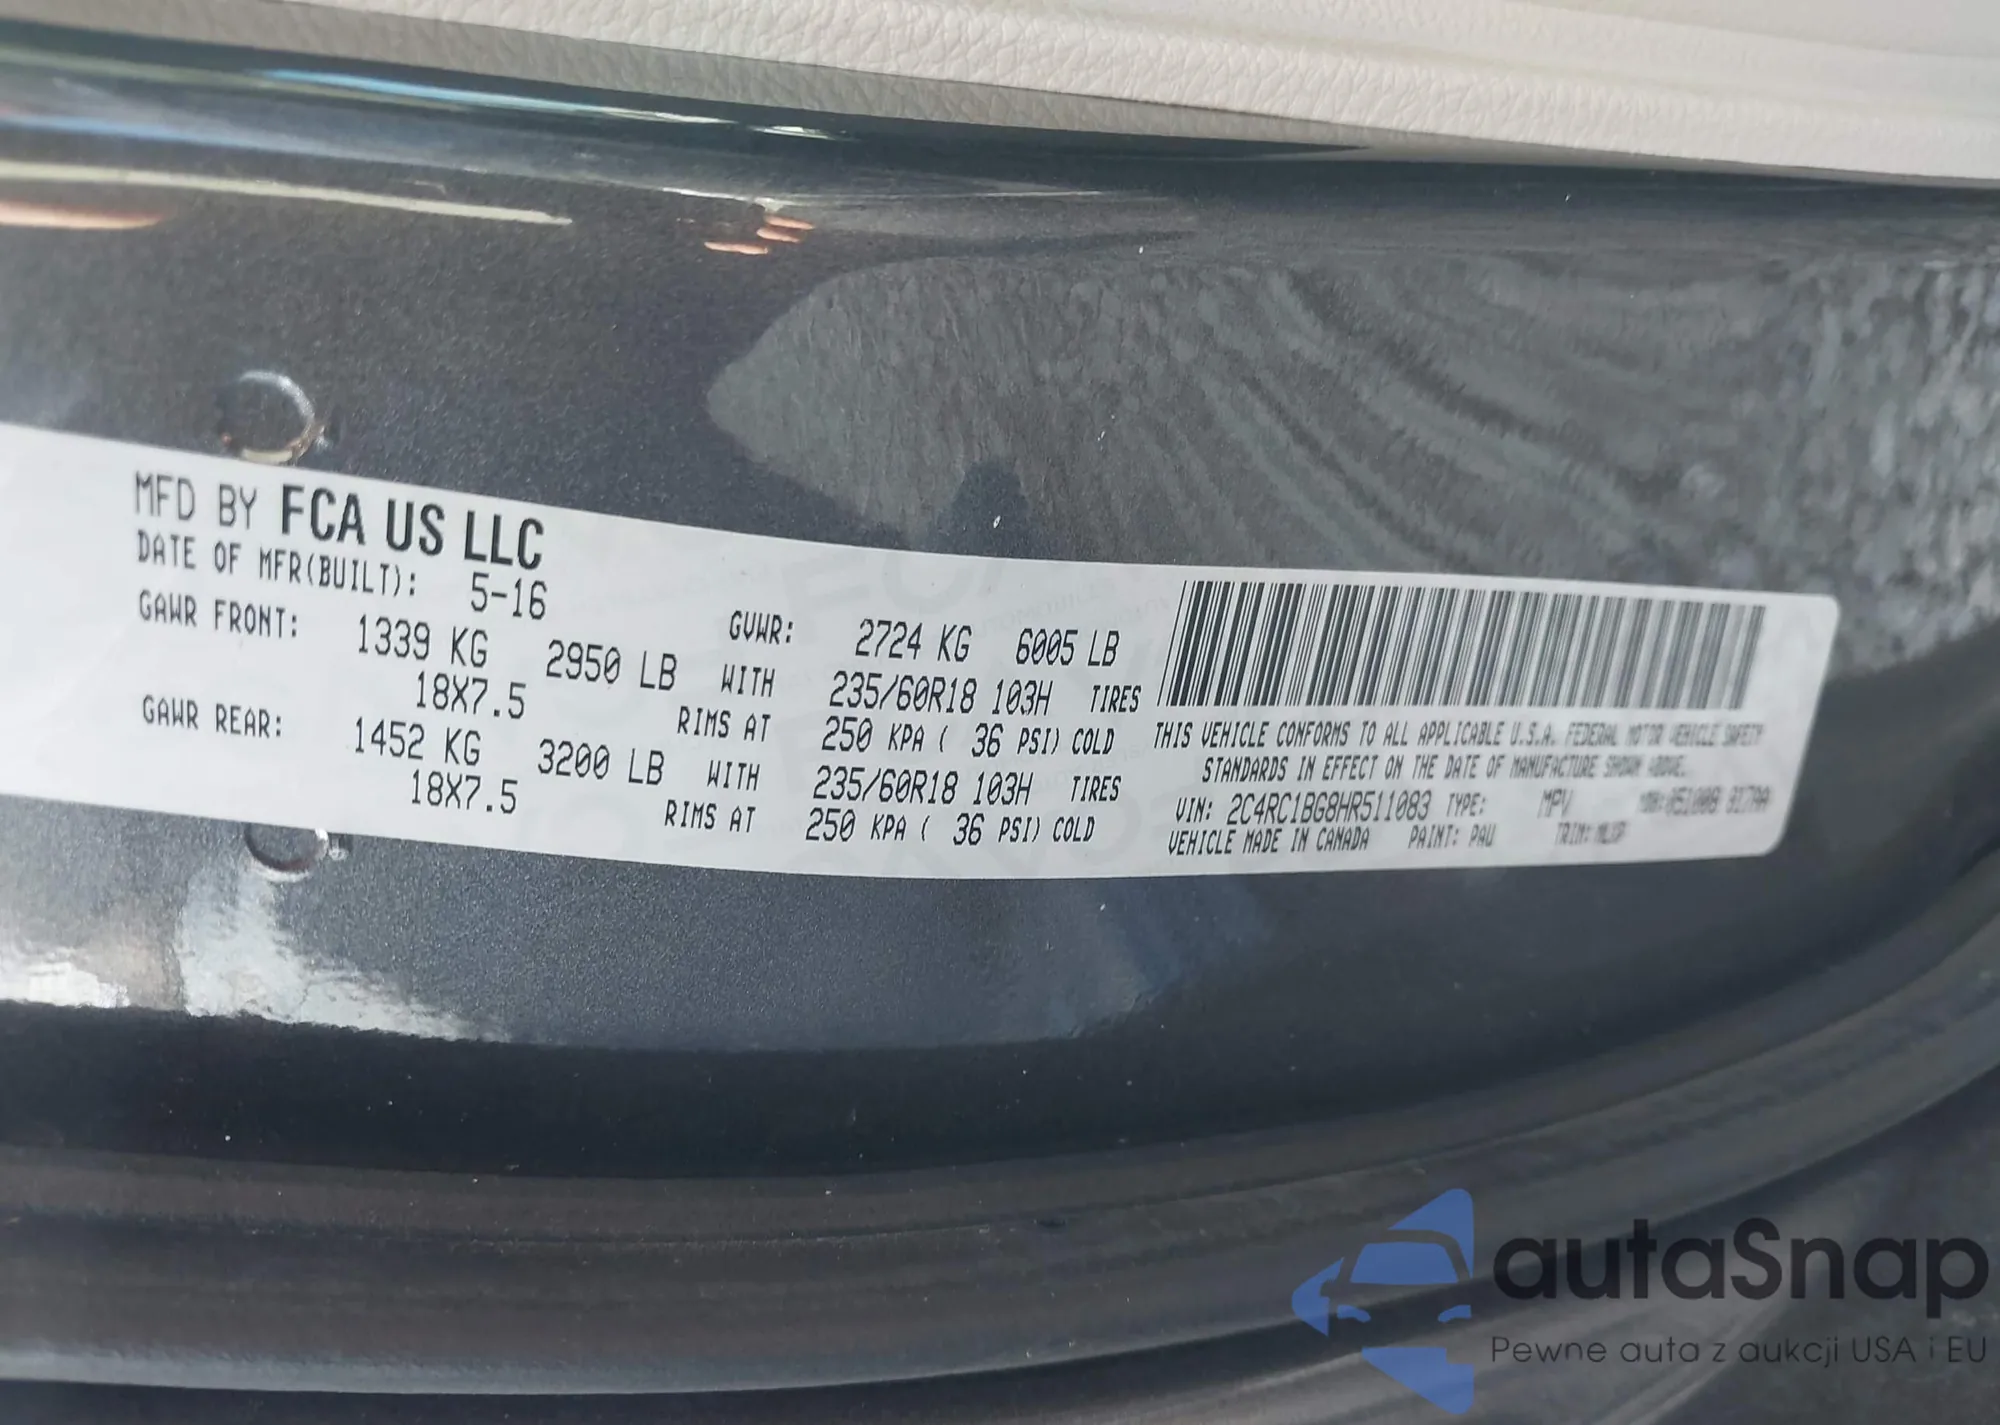 MFD BY FCA US LLC
DATE OF MFR(BUILT): 5-16
GAWR FRONT: 1339 KG 2950 LB WITH 235/60R18 103H TIRES
GVWR: 2724 KG 6005 LB
18X7.5 RIMS AT 250 KPA ( 36 PSI) COLD
GAWR REAR: 1452 KG 3200 LB WITH 235/60R18 103H TIRES
18X7.5 RIMS AT 250 KPA ( 36 PSI) COLD
THIS VEHICLE CONFORMS TO ALL APPLICABLE U.S.A. FEDERAL MOTOR VEHICLE SAFETY
STANDARDS IN EFFECT ON THE DATE OF MANUFACTURE SHOWN ABOVE.
VIN: 2C4RC1BG8HR511083 TYPE: MPV
VEHICLE MADE IN CANADA PAINT: PAU TRIM:
autaSnap
Pewne auta z aukcji USA i EU